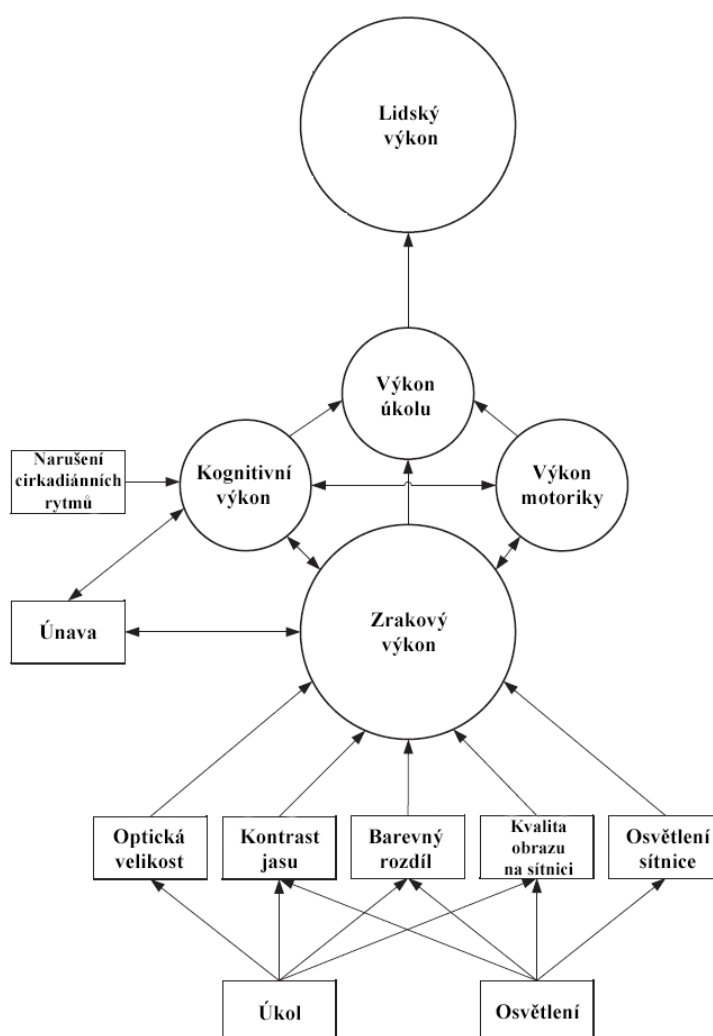 Lidský
výkon
Výkon
úkolu
Narušení
cirkadiánních
rytmů
Kognitivní
výkon
Výkon
motoriky
Únava
Zrakový
výkon
Optická
velikost
Kontrast
jasu
Barevný
rozdíl
Kvalita
obrazu
na sítnici
Osvětlení
sítnice
Úkol
Osvětlení